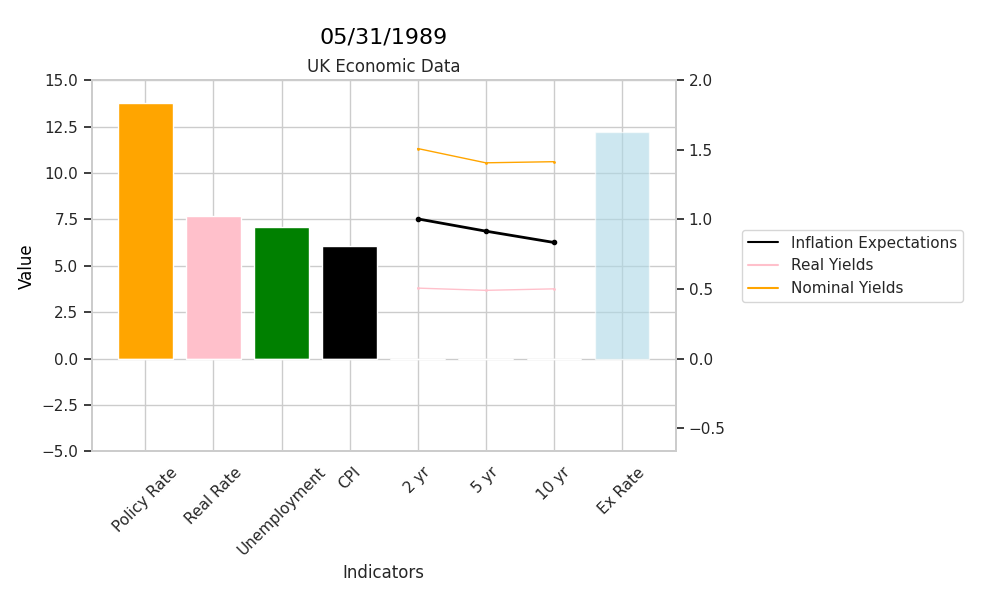 05/31/1989
UK Economic Data
15.0
12.5
10.0
7.5
5.0
2.5
0.0
−2.5
−5.0
Value
2.0
1.5
1.0
0.5
0.0
−0.5
Inflation Expectations
Real Yields
Nominal Yields
Policy Rate
Real Rate
Unemployment
CPI
2 yr
5 yr
10 yr
Ex Rate
Indicators